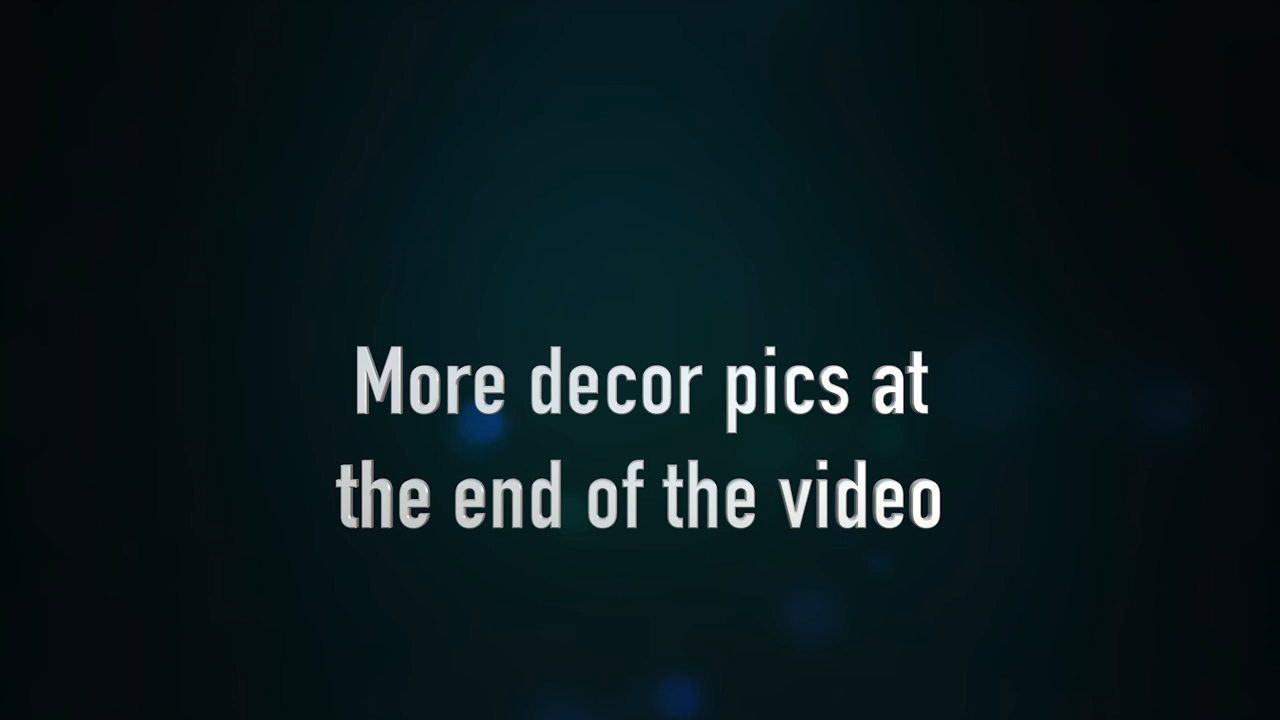 More decor pics at
the end of the video